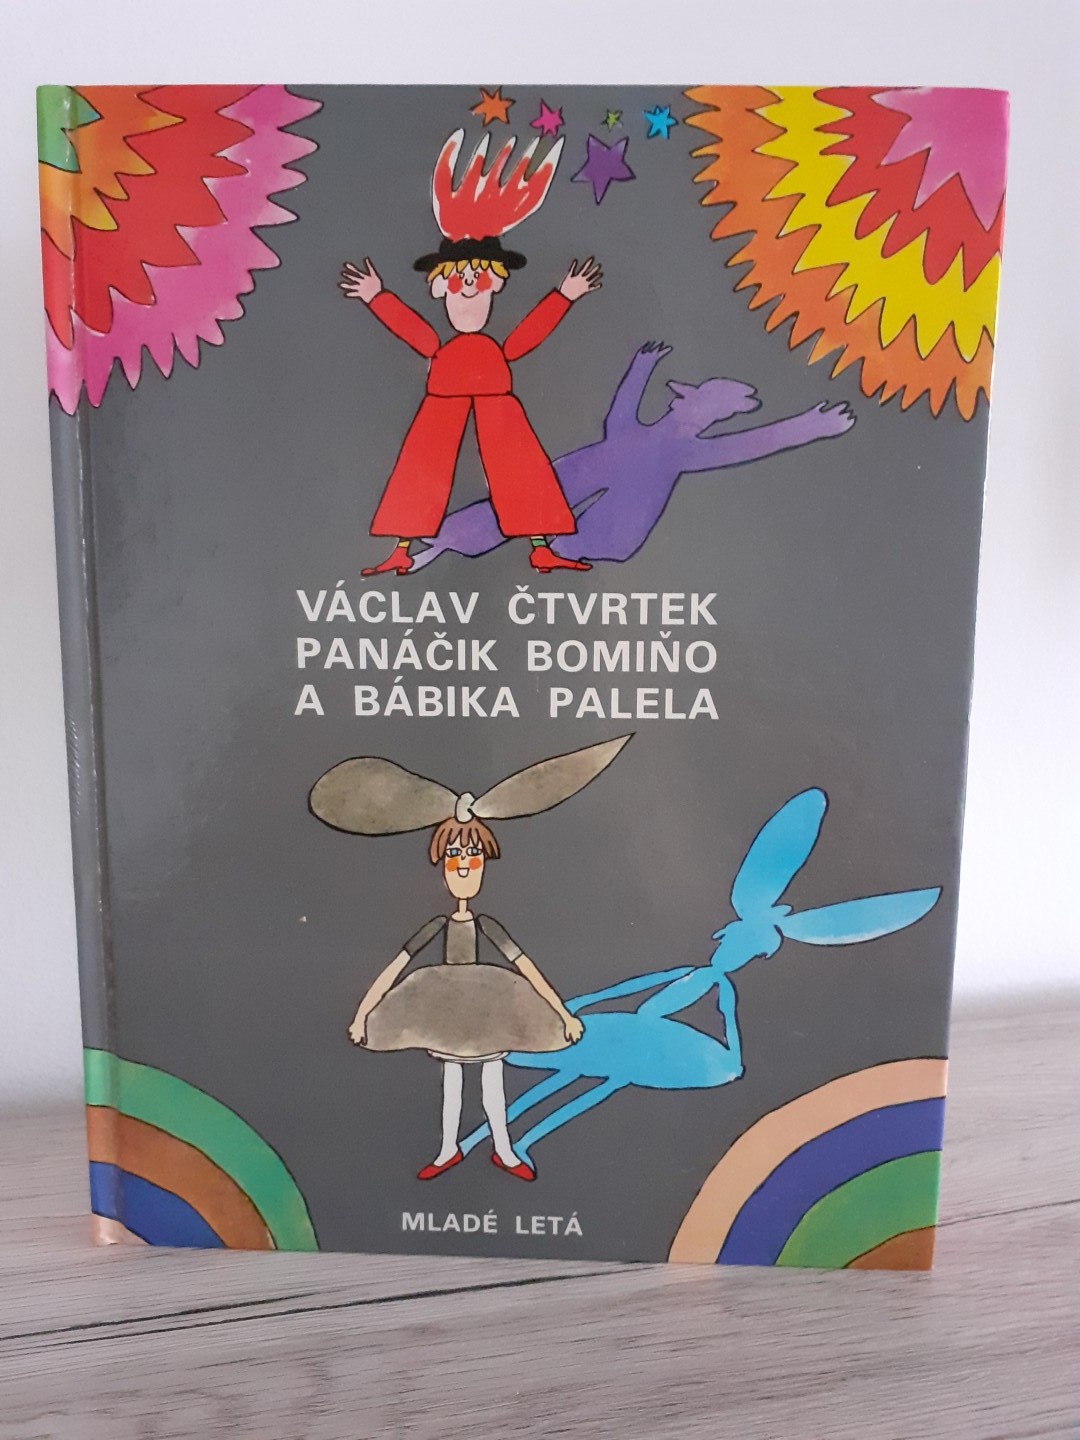 VÁCLAV ČTVRTEK
PANÁČIK BOMIŇO
A BÁBIKA PALELA
MLADÉ LETÁ